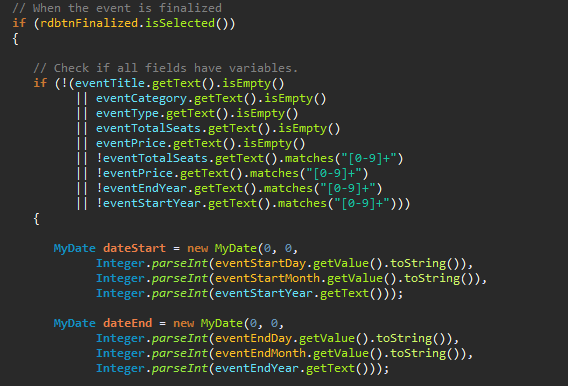 // When the event is finalized
if (rdbtnFinalized.isSelected())
{
// Check if all fields have variables.
if (!(eventTitle.getText().isEmpty()
|| eventCategory.getText().isEmpty()
|| eventType.getText().isEmpty()
|| eventTotalSeats.getText().isEmpty()
|| eventPrice.getText().isEmpty()
|| !eventTotalSeats.getText().matches("[0-9]+")
|| !eventPrice.getText().matches("[0-9]+")
|| !eventEndYear.getText().matches("[0-9]+")
|| !eventStartYear.getText().matches("[0-9]+")))
{
MyDate dateStart = new MyDate(0, 0,
Integer.parseInt(eventStartDay.getValue().toString()),
Integer.parseInt(eventStartMonth.getValue().toString()),
Integer.parseInt(eventStartYear.getText()));
MyDate dateEnd = new MyDate(0, 0,
Integer.parseInt(eventEndDay.getValue().toString()),
Integer.parseInt(eventEndMonth.getValue().toString()),
Integer.parseInt(eventEndYear.getText()));